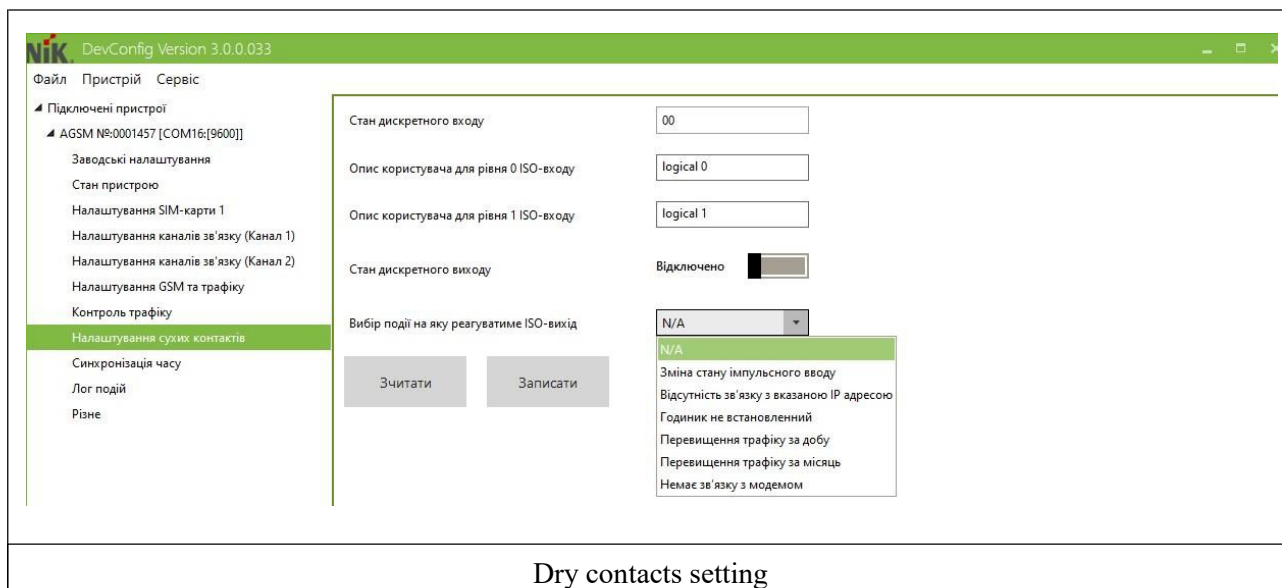 NiK. DevConfig Version 3.0.0.033
Файл Пристрій Сервіс
Підключені пристрої
AGSM №:0001457 [COM16:[9600]]
Заводські налаштування
Стан пристрою
Налаштування SIM-карти 1
Налаштування каналів зв'язку (Канал 1)
Налаштування каналів зв'язку (Канал 2)
Налаштування GSM та трафіку
Контроль трафіку
Налаштування сухих контактів
Синхронізація часу
Лог подій
Різне
Стан дискретного входу 00
Опис користувача для рівня 0 ISO-входу logical 0
Опис користувача для рівня 1 ISO-входу logical 1
Стан дискретного виходу Відключено
Вибір події на яку реагуватиме ISO-вихід N/A
N/A
Зміна стану імпульсного вводу
Відсутність зв'язку з вказаною IP адресою
Годиник не встановленний
Перевищення трафіку за добу
Перевищення трафіку за місяць
Немає зв'язку з модемом
Зчитати Записати
Dry contacts setting